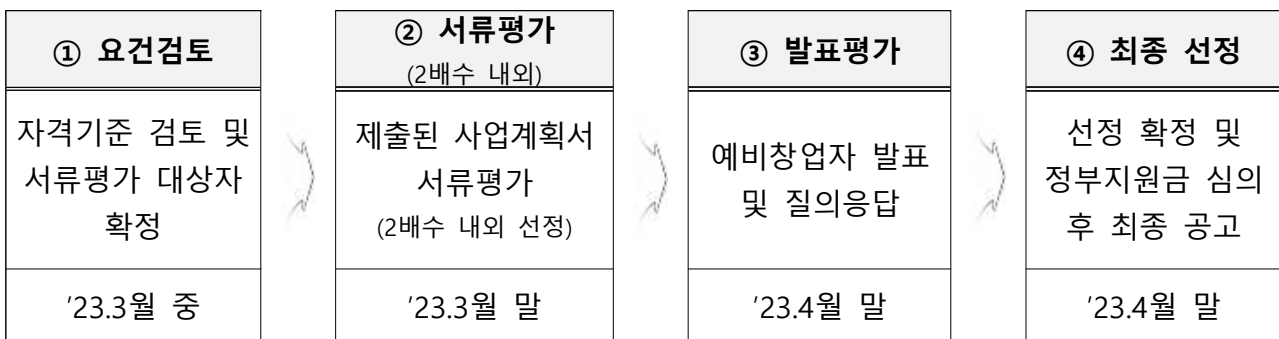 ① 요건검토
자격기준 검토 및
서류평가 대상자
확정
'23.3월 중
② 서류평가
(2배수 내외)
제출된 사업계획서
서류평가
(2배수 내외 선정)
'23.3월 말
③ 발표평가
예비창업자 발표
및 질의응답
'23.4월 말
④ 최종 선정
선정 확정 및
정부지원금 심의
후 최종 공고
'23.4월 말